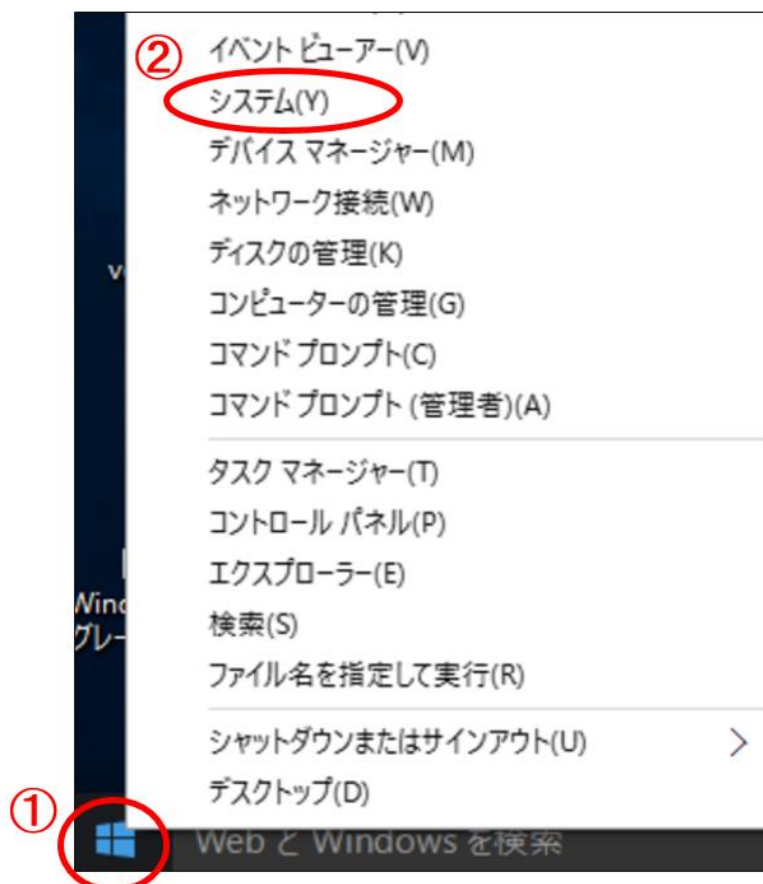 ②
イベント ビューアー(V)
システム(Y)
デバイス マネージャー(M)
ネットワーク接続(W)
ディスクの管理(K)
コンピューターの管理(G)
コマンド プロンプト(C)
コマンド プロンプト (管理者)(A)
タスク マネージャー(T)
コントロール パネル(P)
エクスプローラー(E)
検索(S)
ファイル名を指定して実行(R)
シャットダウンまたはサインアウト(U)
デスクトップ(D)
①
Web と Windows を検索